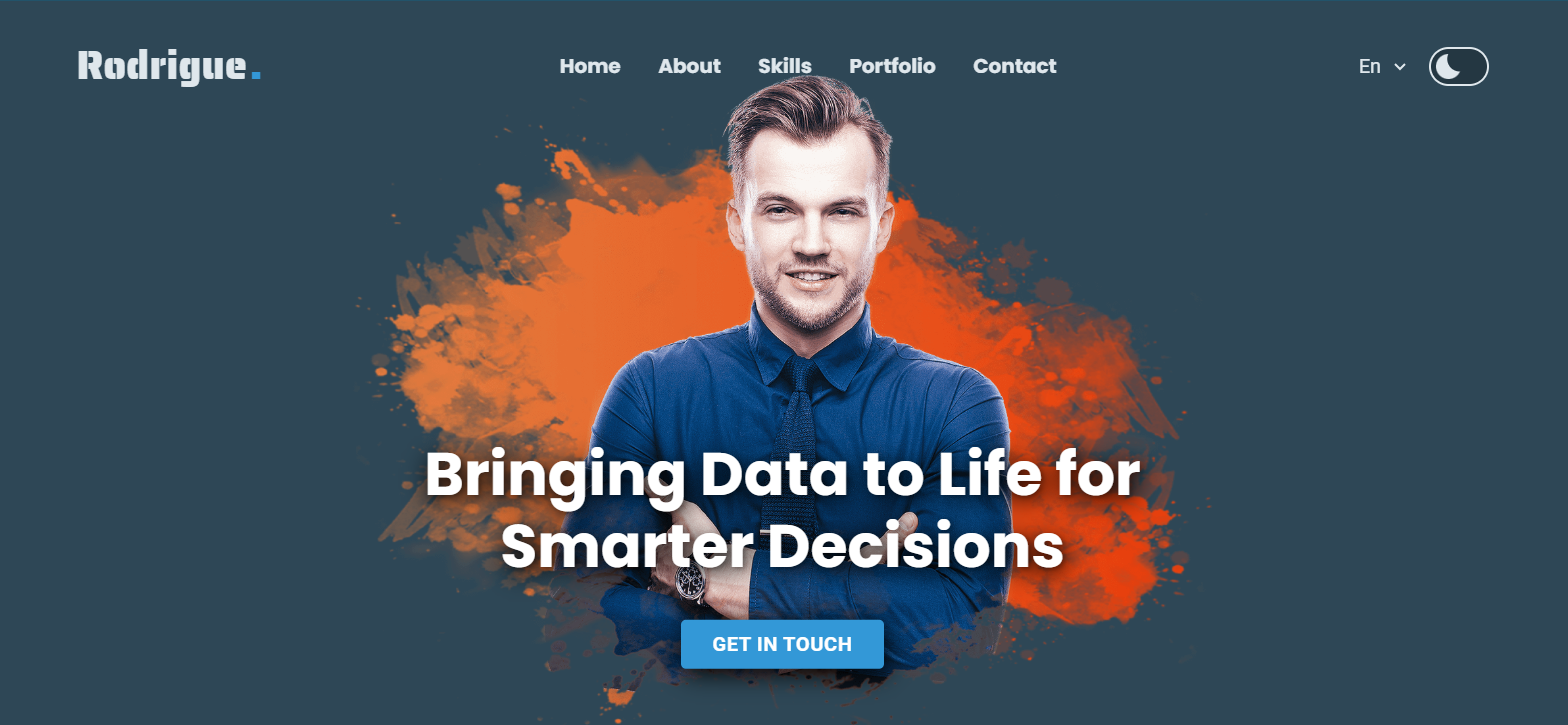 Rodrigue.
Home About Skills Portfolio Contact
En
Bringing Data to Life for
Smarter Decisions
GET IN TOUCH